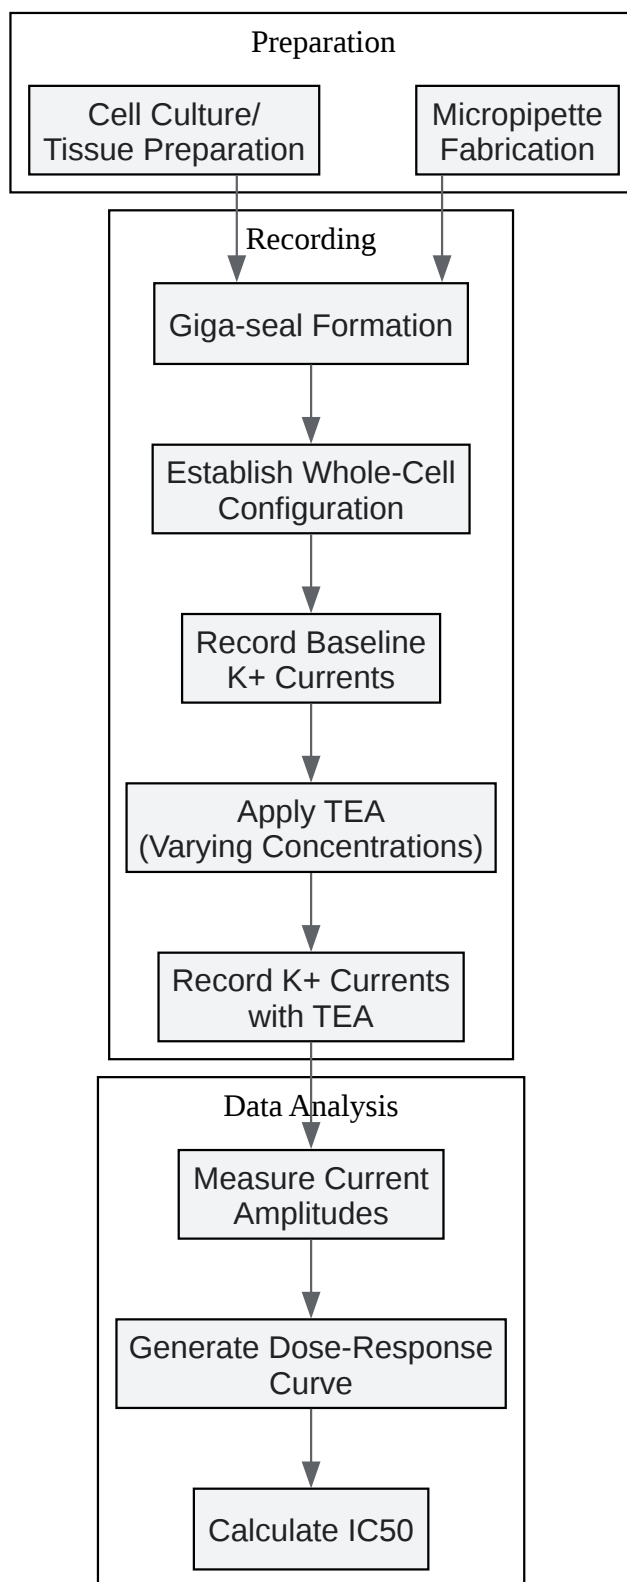 Preparation
Cell Culture/
Tissue Preparation
Micropipette
Fabrication
Recording
Giga-seal Formation
Establish Whole-Cell
Configuration
Record Baseline
K+ Currents
Apply TEA
(Varying Concentrations)
Record K+ Currents
with TEA
Data Analysis
Measure Current
Amplitudes
Generate Dose-Response
Curve
Calculate IC50